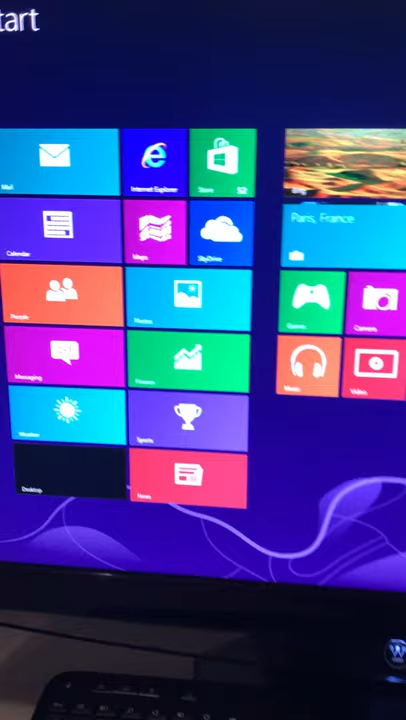 tart
Mail
Internet Explorer
Store
52
Calendar
Maps
SkyDrive
Paris, France
People
Photos
Games
Camera
Messaging
Finance
Music
Video
Weather
Sports
Desktop
News
W